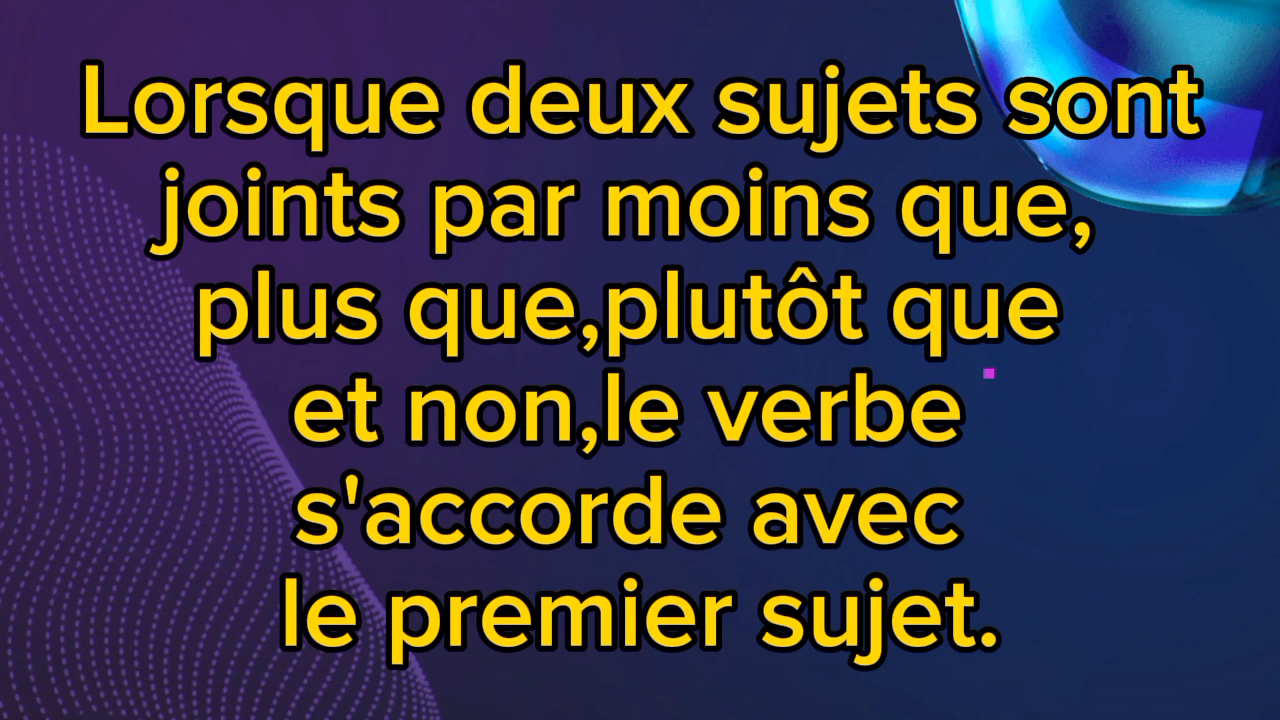 Lorsque deux sujets sont
joints par moins que,
plus que,plutôt que
et non,le verbe
s'accorde avec
le premier sujet.